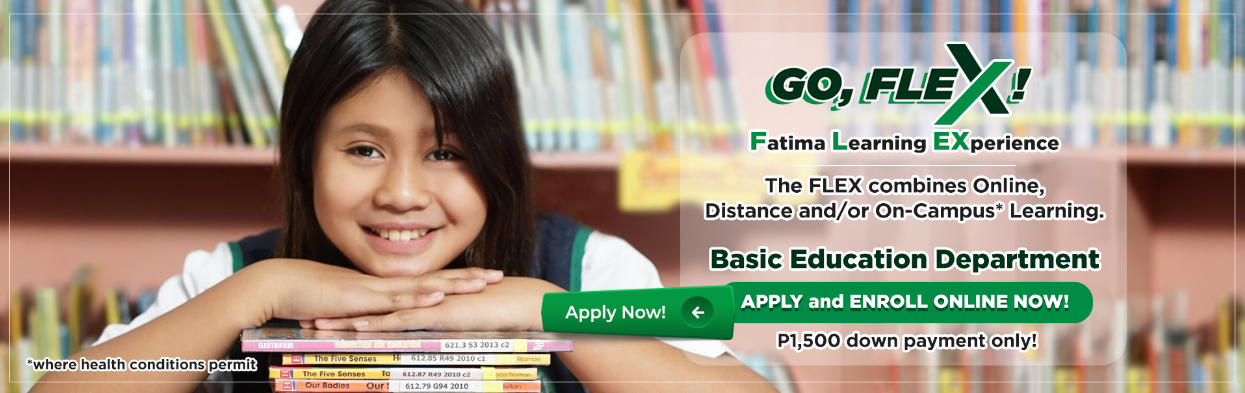 GO, FLEX!
Fatima Learning EXperience
The FLEX combines Online,
Distance and/or On-Campus* Learning.
Basic Education Department
Apply Now!
APPLY and ENROLL ONLINE NOW!
P1,500 down payment only!
*where health conditions permit
621.3 S3 2013 c2
The Five Senses
612.85 R49 2010 c1
The Five Senses
612.87 R49 2010 c2
Our Bodies
612.79 G94 2010